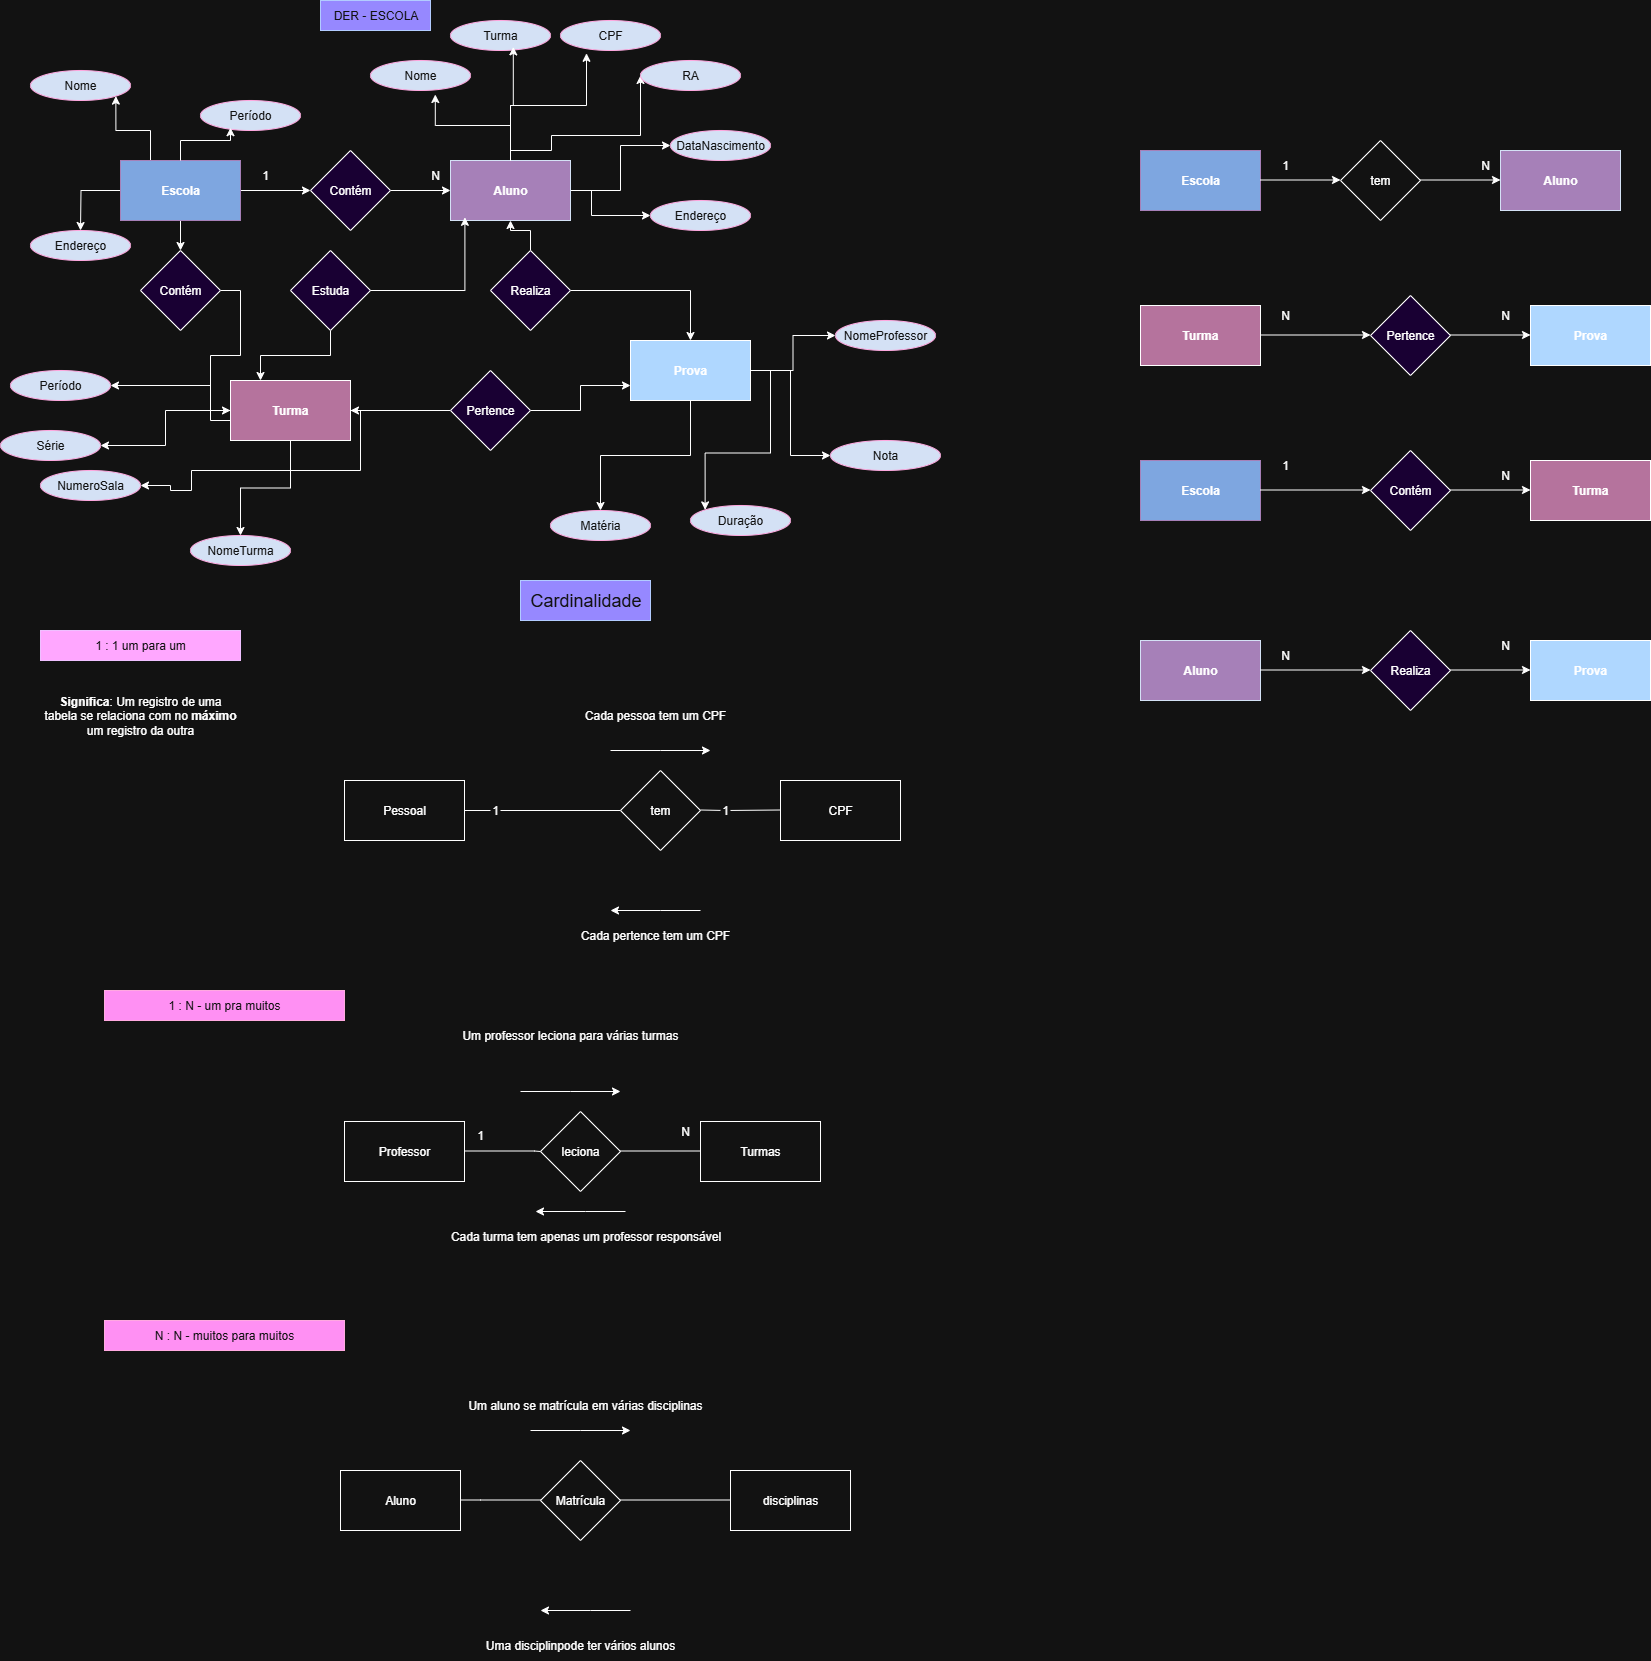 DER - ESCOLA
Turma
CPF
Nome
RA
Nome
Período
DataNascimento
Escola
1
Contém
N
Aluno
Endereço
Endereço
Contém
Estuda
Realiza
NomeProfessor
Período
Prova
Turma
Pertence
Série
Nota
NumeroSala
Matéria
Duração
NomeTurma
Escola
1
tem
N
Aluno
Turma
N
Pertence
N
Prova
Escola
1
Contém
N
Turma
Aluno
N
Realiza
N
Prova
Cardinalidade
1 : 1 um para um
Significa: Um registro de uma
tabela se relaciona com no máximo
um registro da outra
Cada pessoa tem um CPF
Pessoal
1
tem
1
CPF
Cada pertence tem um CPF
1 : N - um pra muitos
Um professor leciona para várias turmas
Professor
1
leciona
N
Turmas
Cada turma tem apenas um professor responsável
N : N - muitos para muitos
Um aluno se matrícula em várias disciplinas
Aluno
Matrícula
disciplinas
Uma disciplinpode ter vários alunos